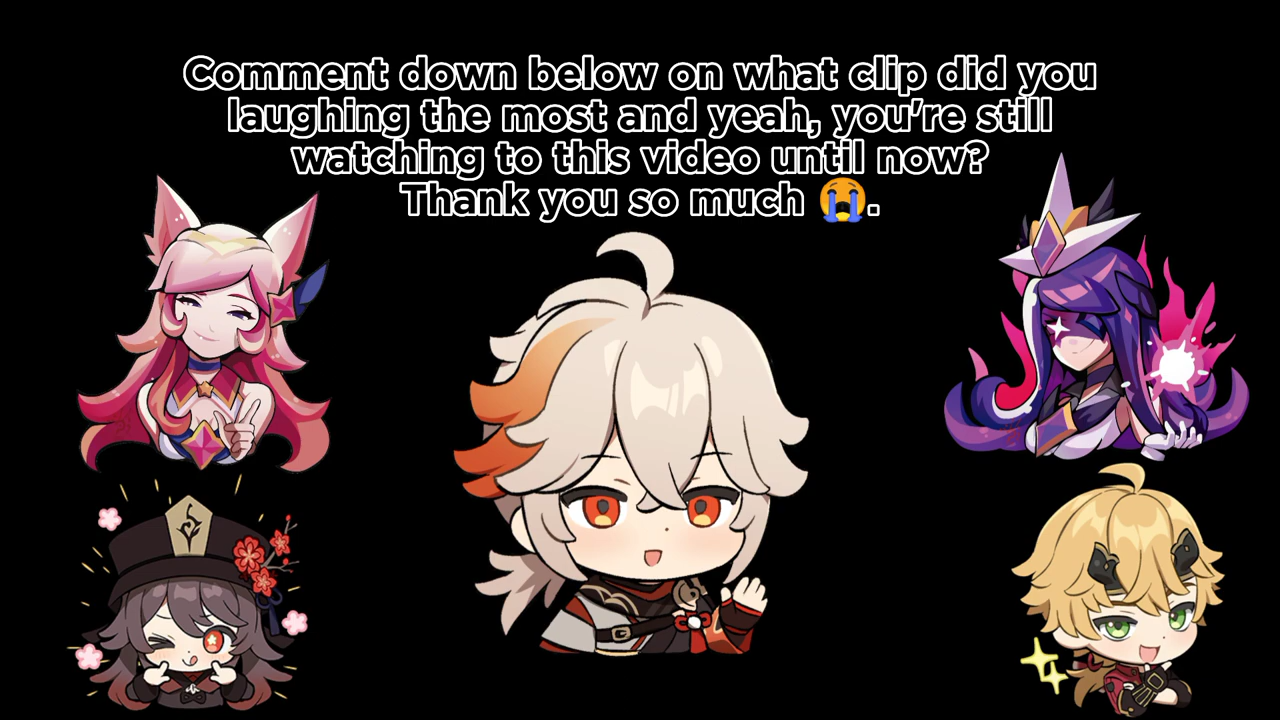 Comment down below on what clip did you
laughing the most and yeah, you're still
watching to this video until now?
Thank you so much 😭.